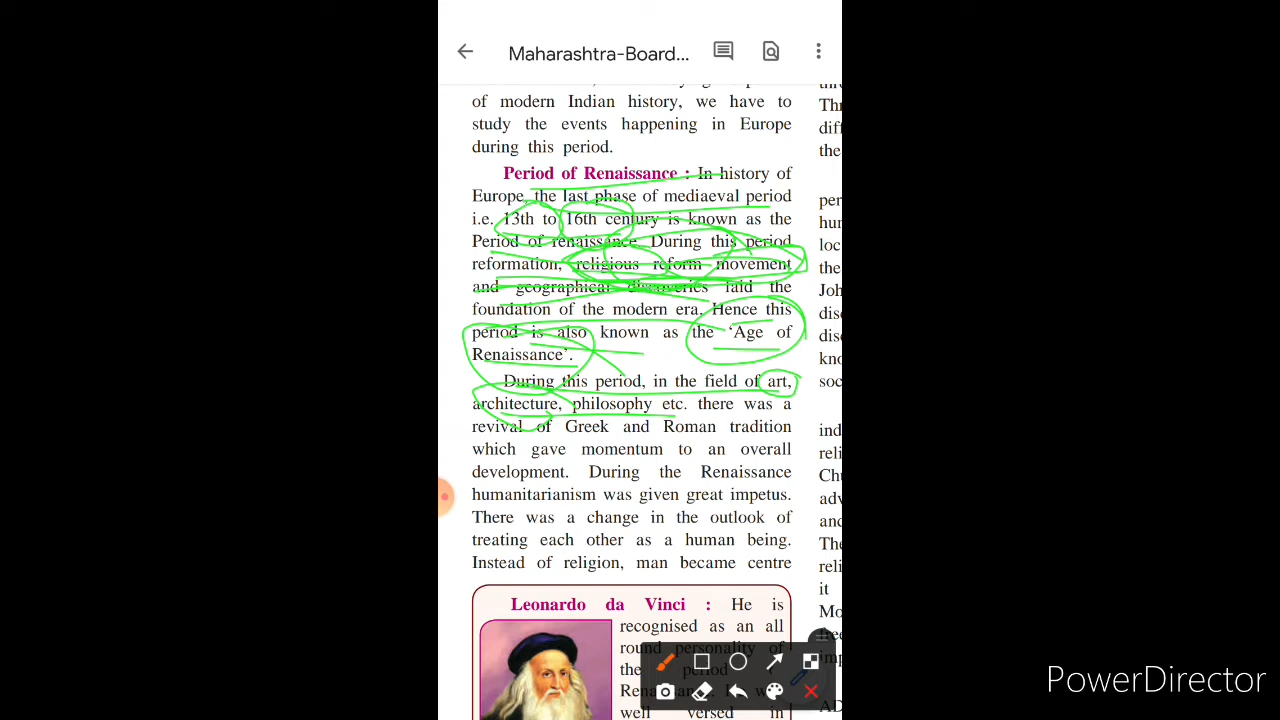 Maharashtra-Board...
of modern Indian history, we have to
study the events happening in Europe
during this period.
Period of Renaissance : In history of
Europe, the last phase of mediaeval period
i.e. 13th to 16th century is known as the
Period of renaissance. During this period
reformation, religious reform movement
and geographical discoveries laid the
foundation of the modern era. Hence this
period is also known as the ‘Age of
Renaissance’.
During this period, in the field of art,
architecture, philosophy etc. there was a
revival of Greek and Roman tradition
which gave momentum to an overall
development. During the Renaissance
humanitarianism was given great impetus.
There was a change in the outlook of
treating each other as a human being.
Instead of religion, man became centre
Leonardo da Vinci : He is
recognised as an all
round personality of
the period
well versed in
PowerDirector